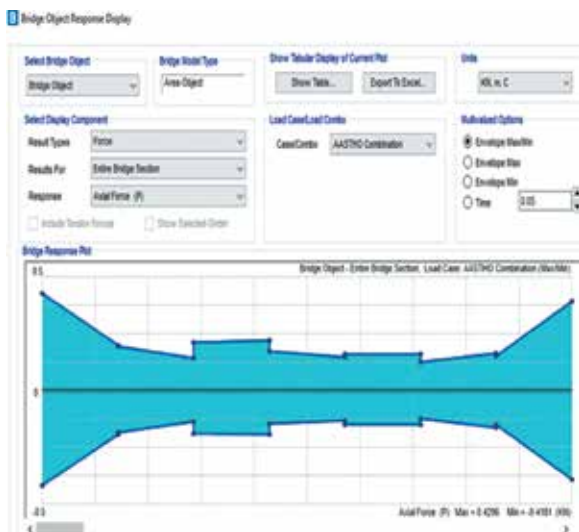 Bridge Object Response Display
Select Bridge Object
Bridge Object
Bridge Model Type
Area Object
Show Tabular Display of Current Plot
Show Table...
Export To Excel...
Units
KN, m, C
Select Display Component
Result Types
Force
Results For
Entire Bridge Section
Response
Axial Force (P)
Include Tendon Forces
Show Selected Girder
Load Case/Load Combo
Case/Combo
AASTHO Combination
Multivalued Options
Envelope Max/Min
Envelope Max
Envelope Min
Time
0.05
Bridge Response Plot
0.5
Bridge Object - Entire Bridge Section, Load Case: AASTHO Combination (Max/Min)
0
-0.5
Axial Force (P) Max = 0.4296 Min = -0.4181 (KN)